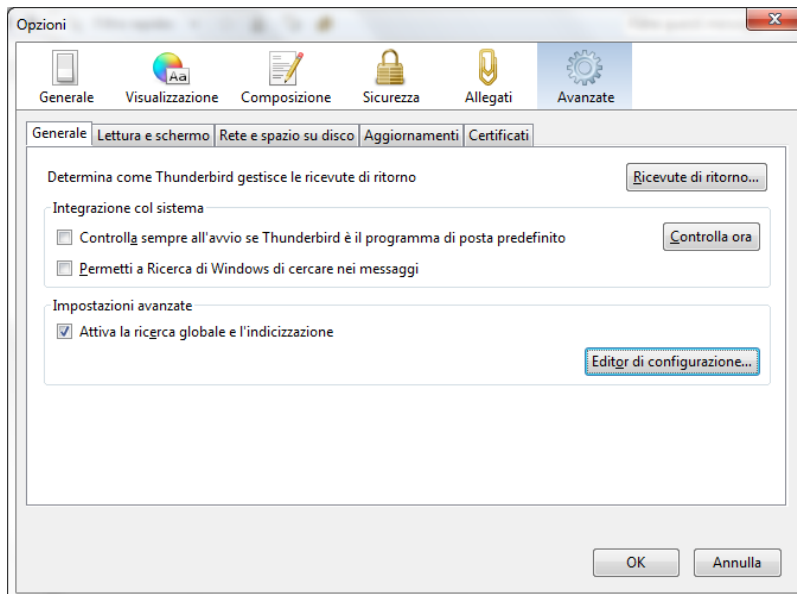 Opzioni
Generale Visualizzazione Composizione Sicurezza Allegati Avanzate
Generale Lettura e schermo Rete e spazio su disco Aggiornamenti Certificati
Determina come Thunderbird gestisce le ricevute di ritorno Ricevute di ritorno...
Integrazione col sistema
Controlla sempre all'avvio se Thunderbird è il programma di posta predefinito Controlla ora
Permetti a Ricerca di Windows di cercare nei messaggi
Impostazioni avanzate
Attiva la ricerca globale e l'indicizzazione
Editor di configurazione...
OK Annulla